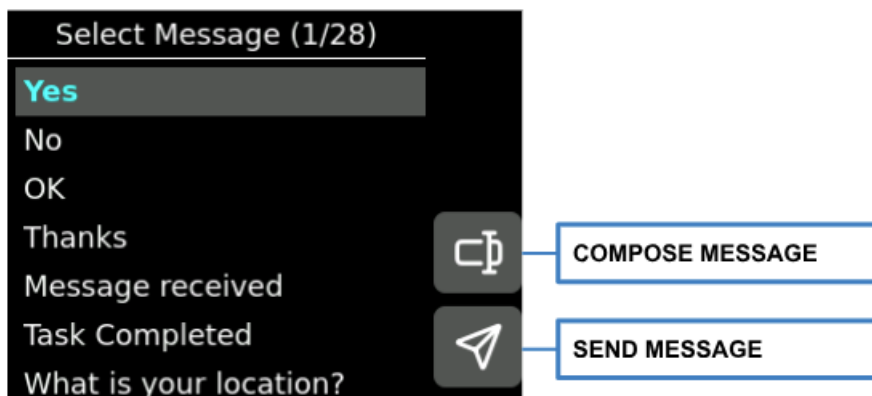 Select Message (1/28)
Yes
No
OK
Thanks
Message received
Task Completed
What is your location?
COMPOSE MESSAGE
SEND MESSAGE